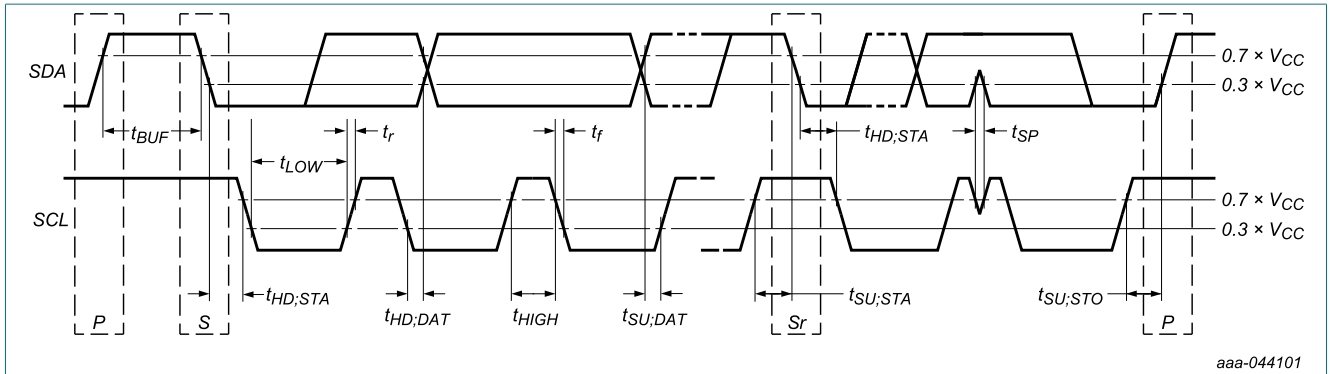 0.7 × VCC
SDA
0.3 × VCC
tBUF
tr
tf
tHD;STA
tSP
tLOW
0.7 × VCC
SCL
0.3 × VCC
tHD;STA
tHD;DAT
tHIGH
tSU;DAT
tSU;STA
tSU;STO
P
S
Sr
P
aaa-044101